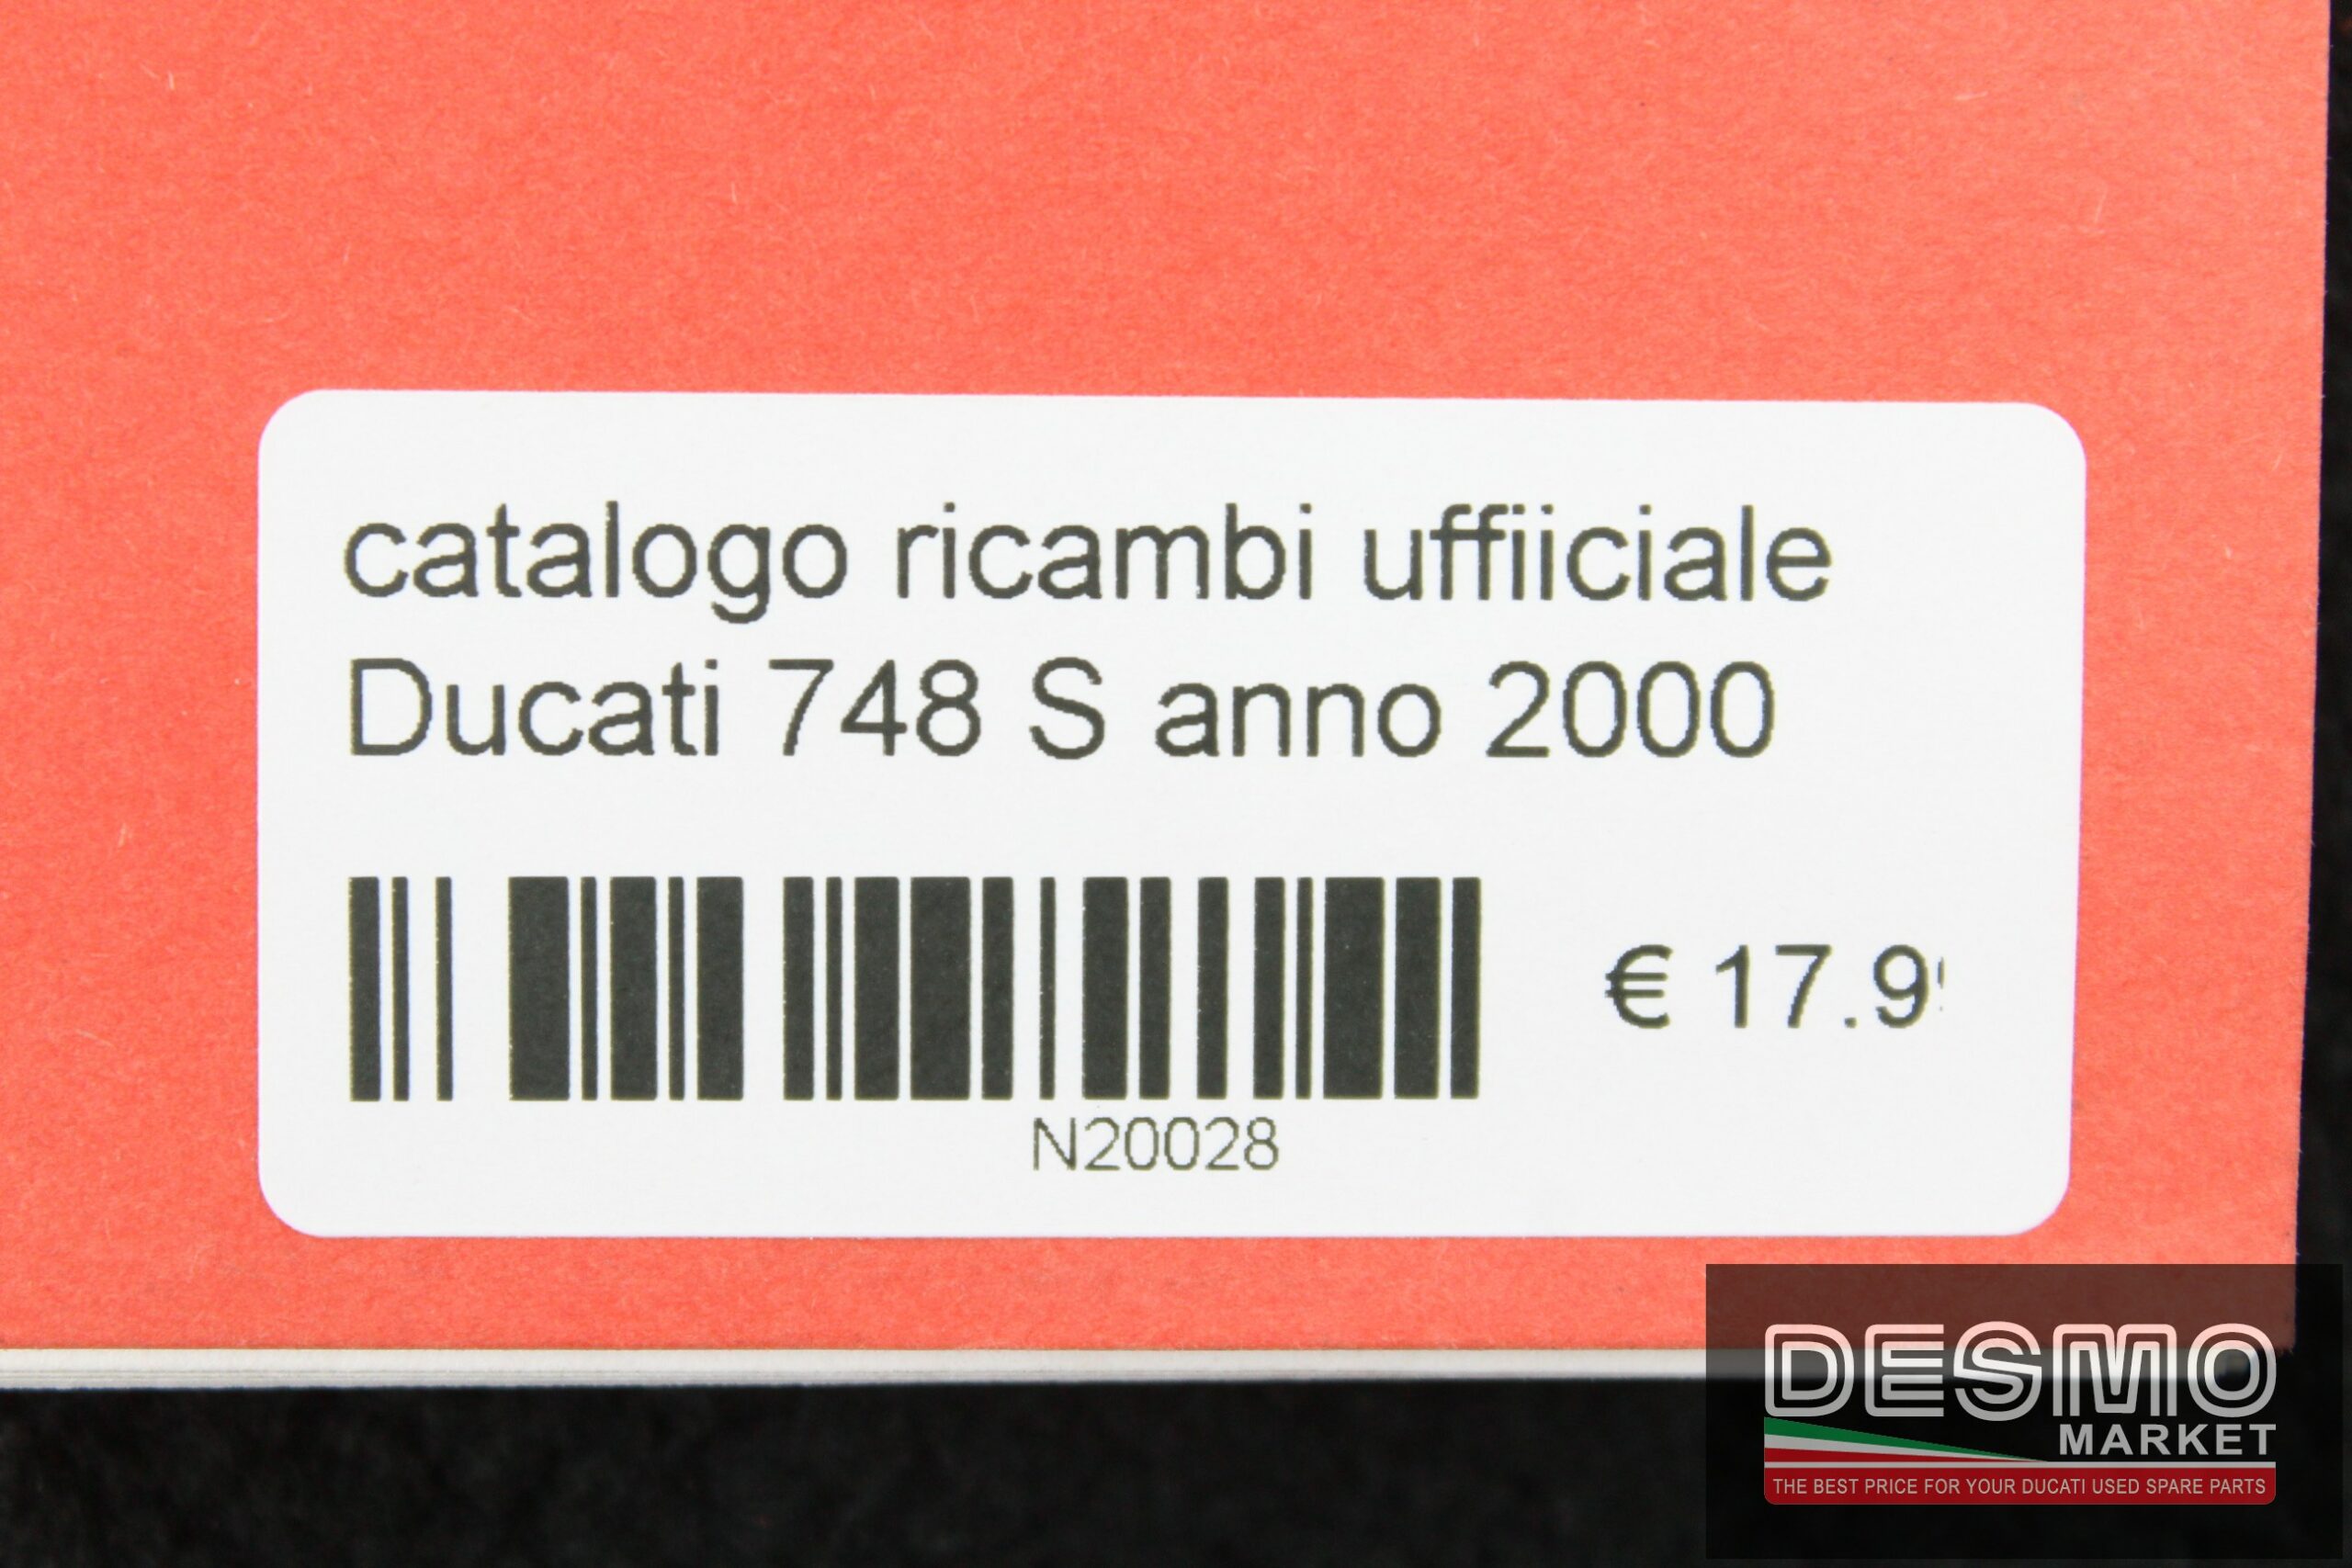 catalogo ricambi uffiiciale
Ducati 748 S anno 2000
€ 17.9
N20028
DESMO
MARKET
THE BEST PRICE FOR YOUR DUCATI USED SPARE PARTS